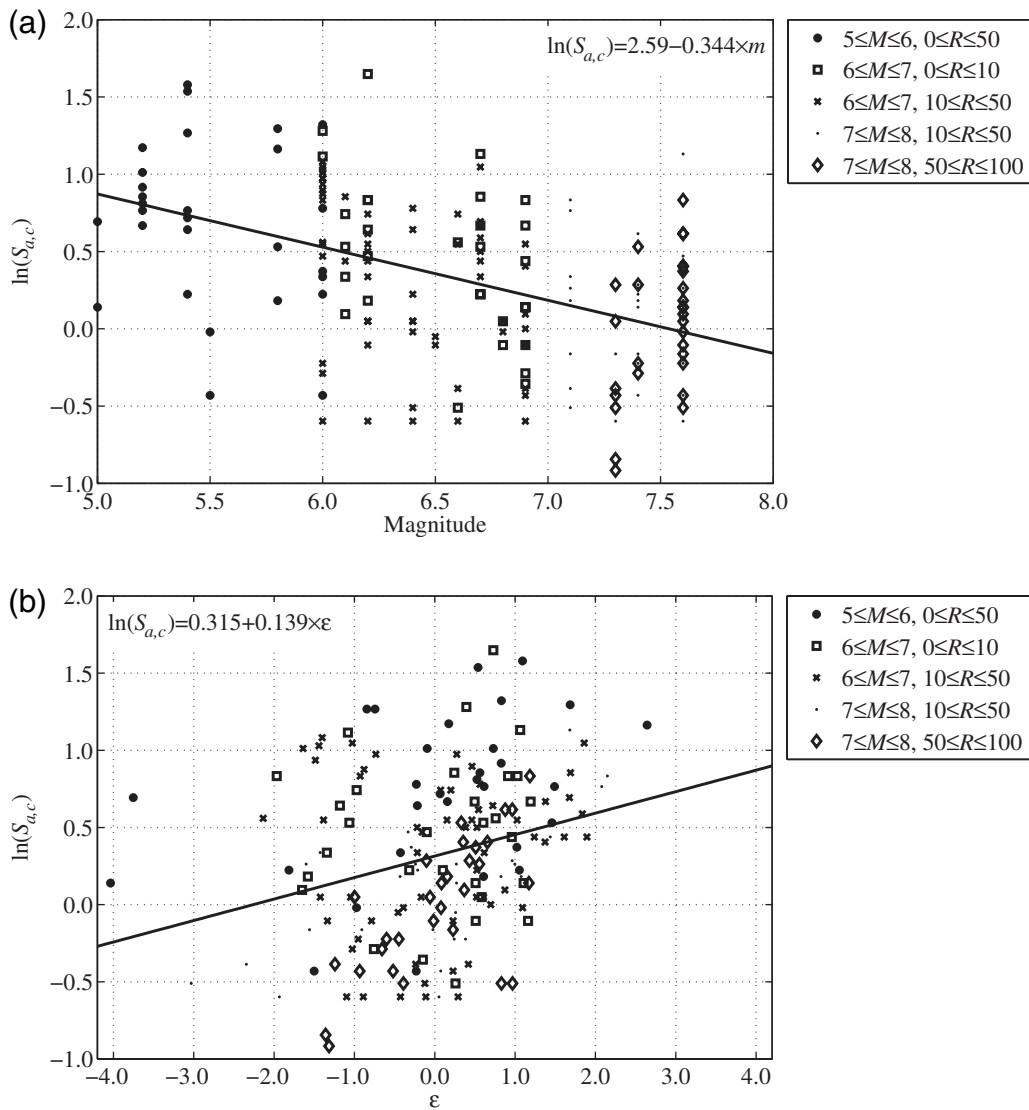 (a)
ln(Sa,c)=2.59−0.344×m
2.0
1.5
1.0
0.5
0.0
−0.5
−1.0
ln(Sa,c)
5.0 5.5 6.0 6.5 7.0 7.5 8.0
Magnitude
5≤M≤6, 0≤R≤50
6≤M≤7, 0≤R≤10
6≤M≤7, 10≤R≤50
7≤M≤8, 10≤R≤50
7≤M≤8, 50≤R≤100
(b)
ln(Sa,c)=0.315+0.139×ε
2.0
1.5
1.0
0.5
0.0
−0.5
−1.0
ln(Sa,c)
−4.0 −3.0 −2.0 −1.0 0.0 1.0 2.0 3.0 4.0
ε
5≤M≤6, 0≤R≤50
6≤M≤7, 0≤R≤10
6≤M≤7, 10≤R≤50
7≤M≤8, 10≤R≤50
7≤M≤8, 50≤R≤100